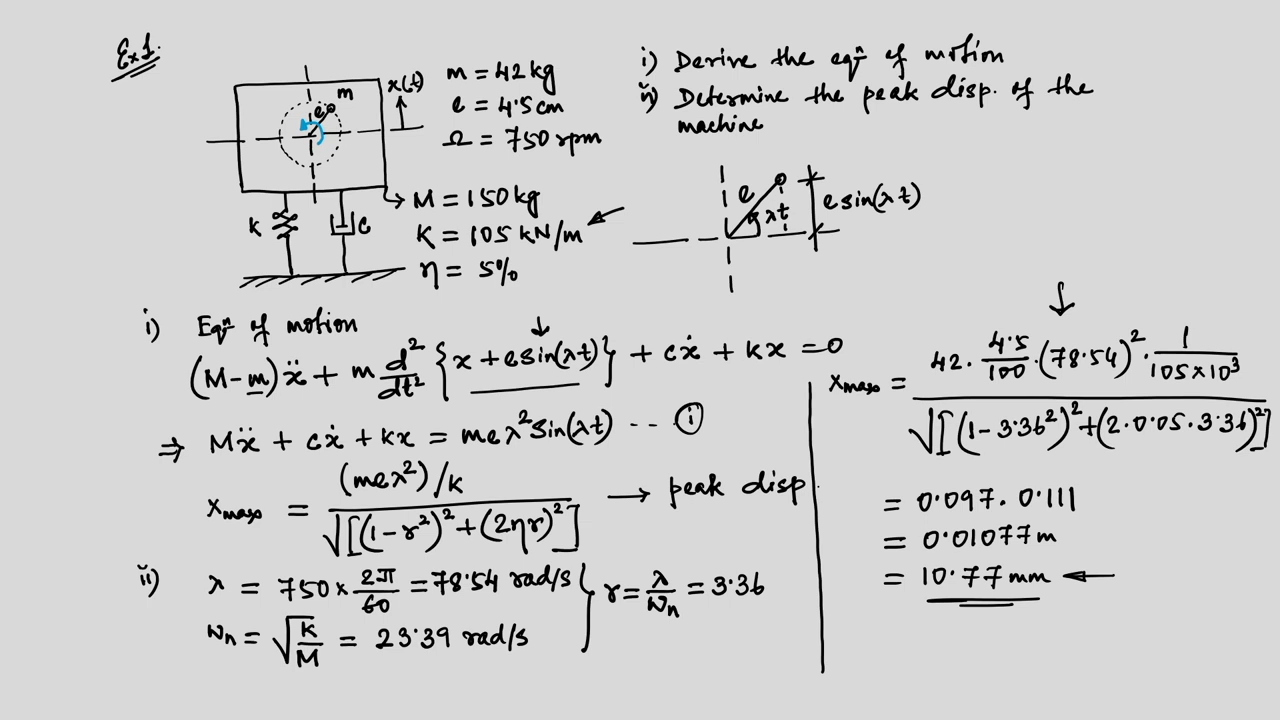 Ex 1.
m
e
x(t)
k
c
m = 42 kg
e = 4.5 cm
Ω = 750 rpm
M = 150 kg
K = 105 kN/m
η = 5%
i) Derive the eqⁿ of motion
ii) Determine the peak disp. of the
machine
e
λt
e sin(λt)
i) Eqⁿ of motion
(M-m)ẍ + m d²/dt² {x + e sin(λt)} + cẋ + kx = 0
⇒ Mẍ + cẋ + kx = meλ² sin(λt) -- (i)
xmax = (meλ²)/k / √[(1-r²)² + (2ηr)²] → peak disp.
ii) λ = 750 × 2π/60 = 78.54 rad/s
ωn = √(k/M) = 23.39 rad/s
} r = λ/ωn = 3.36
xmax = 42 · 4.5/100 · (78.54)² · 1/105×10³ / √[(1-3.36²)² + (2·0.05·3.36)²]
= 0.097 · 0.111
= 0.01077 m
= 10.77 mm ←